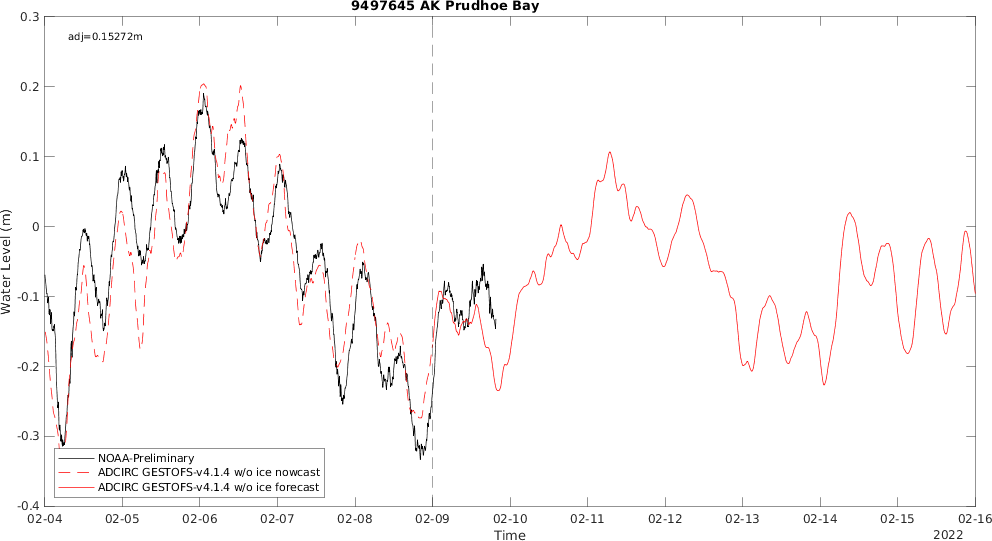 9497645 AK Prudhoe Bay
adj=0.15272m
Water Level (m)
0.3
0.2
0.1
0
-0.1
-0.2
-0.3
-0.4
NOAA-Preliminary
ADCIRC GESTOFS-v4.1.4 w/o ice nowcast
ADCIRC GESTOFS-v4.1.4 w/o ice forecast
02-04 02-05 02-06 02-07 02-08 02-09 02-10 02-11 02-12 02-13 02-14 02-15 02-16
Time
2022